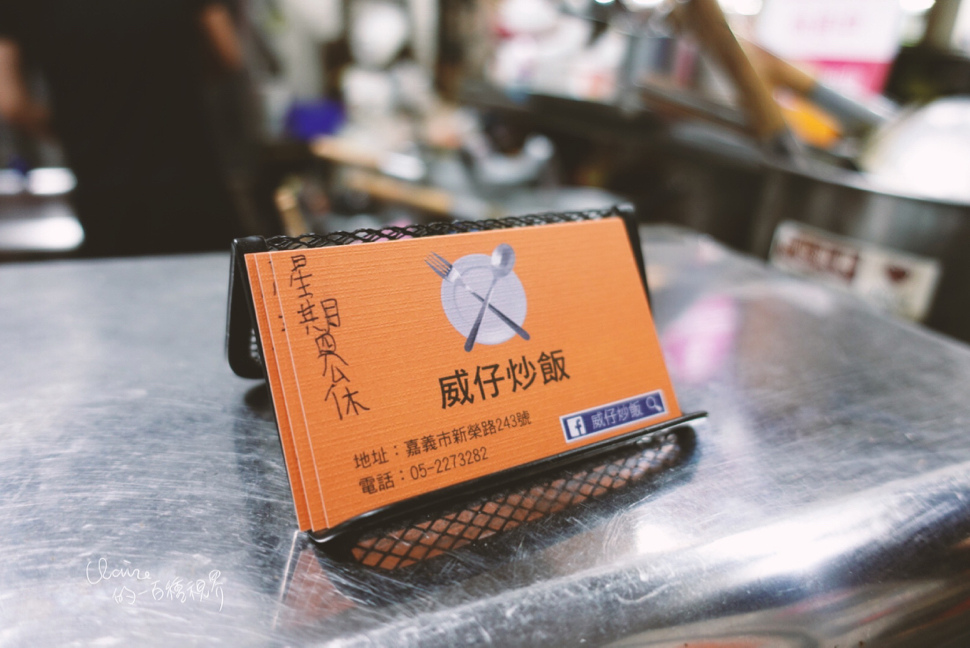 星期四公休
威仔炒飯
地址：嘉義市新榮路243號
電話：05-2273282
威仔炒飯
Claire
的一百種視界